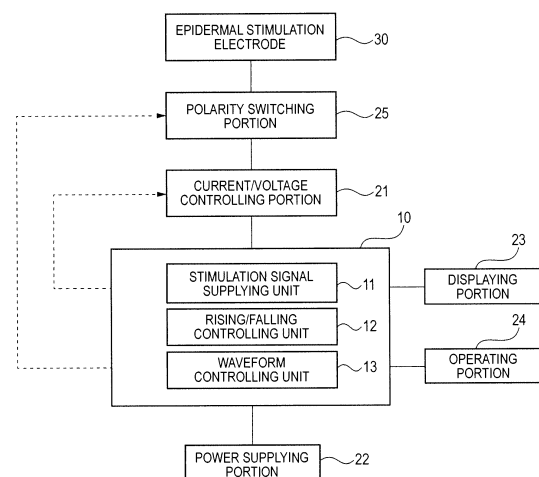 EPIDERMAL STIMULATION
ELECTRODE
30
POLARITY SWITCHING
PORTION
25
CURRENT/VOLTAGE
CONTROLLING PORTION
21
10
STIMULATION SIGNAL
SUPPLYING UNIT
11
RISING/FALLING
CONTROLLING UNIT
12
WAVEFORM
CONTROLLING UNIT
13
23
DISPLAYING
PORTION
24
OPERATING
PORTION
POWER SUPPLYING
PORTION
22